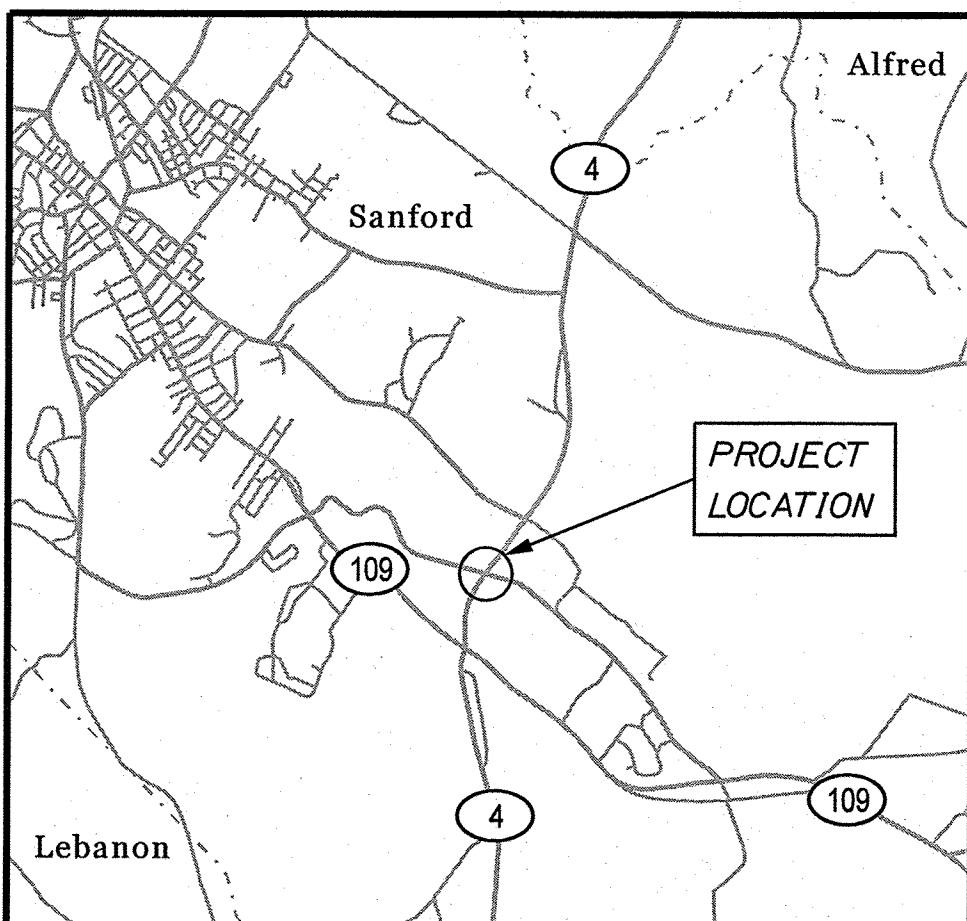 Alfred
4
Sanford
PROJECT
LOCATION
109
109
4
Lebanon